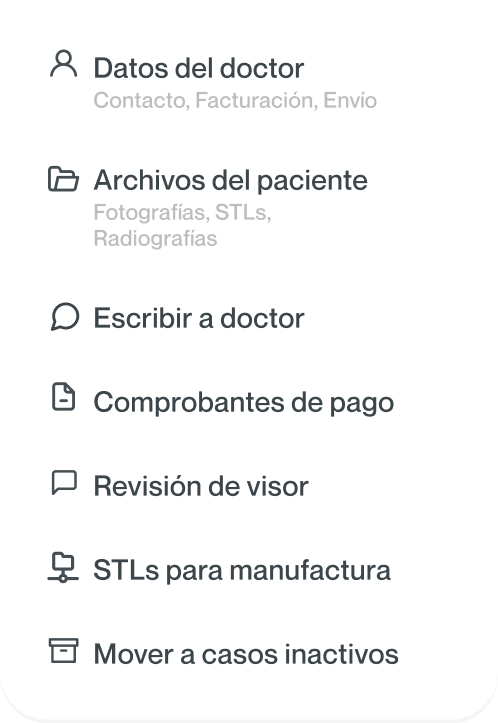 Datos del doctor
Contacto, Facturación, Envío
Archivos del paciente
Fotografías, STLs,
Radiografías
Escribir a doctor
Comprobantes de pago
Revisión de visor
STLs para manufactura
Mover a casos inactivos